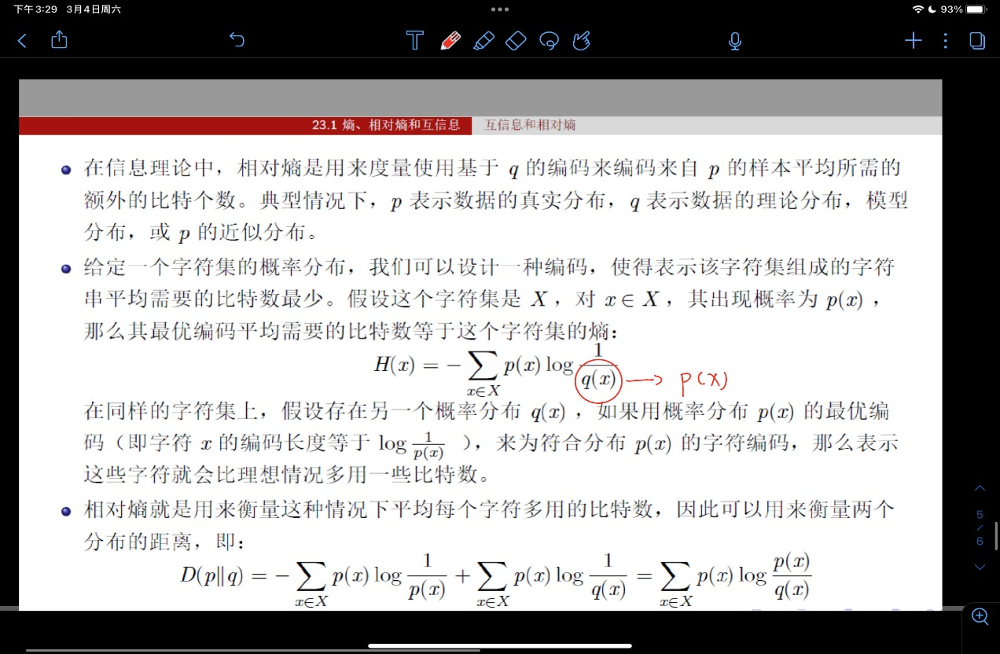 下午3:29 3月4日周六
93%
23.1 熵、相对熵和互信息 互信息和相对熵
在信息理论中，相对熵是用来度量使用基于 q 的编码来编码来自 p 的样本平均所需的
额外的比特个数。典型情况下，p 表示数据的真实分布，q 表示数据的理论分布，模型
分布，或 p 的近似分布。
给定一个字符集的概率分布，我们可以设计一种编码，使得表示该字符集组成的字符
串平均需要的比特数最少。假设这个字符集是 X，对 x∈X，其出现概率为 p(x)，
那么其最优编码平均需要的比特数等于这个字符集的熵：
H(x) = − ∑_{x∈X} p(x) log 1/q(x) → p(x)
在同样的字符集上，假设存在另一个概率分布 q(x)，如果用概率分布 p(x) 的最优编
码（即字符 x 的编码长度等于 log 1/p(x) ），来为符合分布 p(x) 的字符编码，那么表示
这些字符就会比理想情况多用一些比特数。
相对熵就是用来衡量这种情况下平均每个字符多用的比特数，因此可以用来衡量两个
分布的距离，即：
D(p∥q) = − ∑_{x∈X} p(x) log 1/p(x) + ∑_{x∈X} p(x) log 1/q(x) = ∑_{x∈X} p(x) log p(x)/q(x)
5
/
6